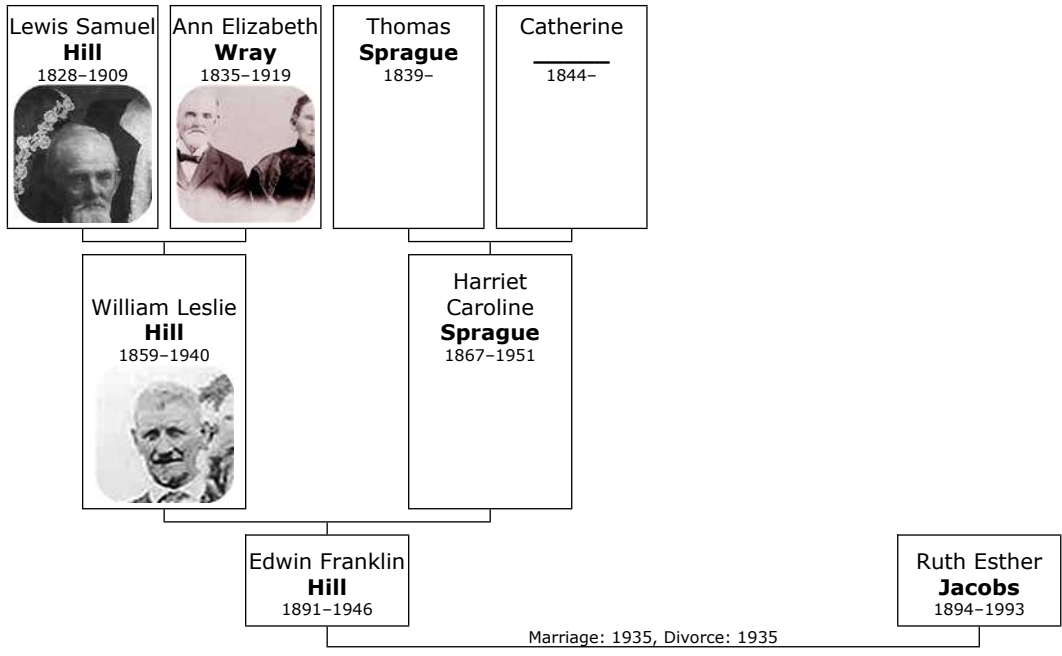 Lewis Samuel
Hill
1828–1909
Ann Elizabeth
Wray
1835–1919
Thomas
Sprague
1839–
Catherine
_____
1844–
William Leslie
Hill
1859–1940
Harriet
Caroline
Sprague
1867–1951
Edwin Franklin
Hill
1891–1946
Ruth Esther
Jacobs
1894–1993
Marriage: 1935, Divorce: 1935